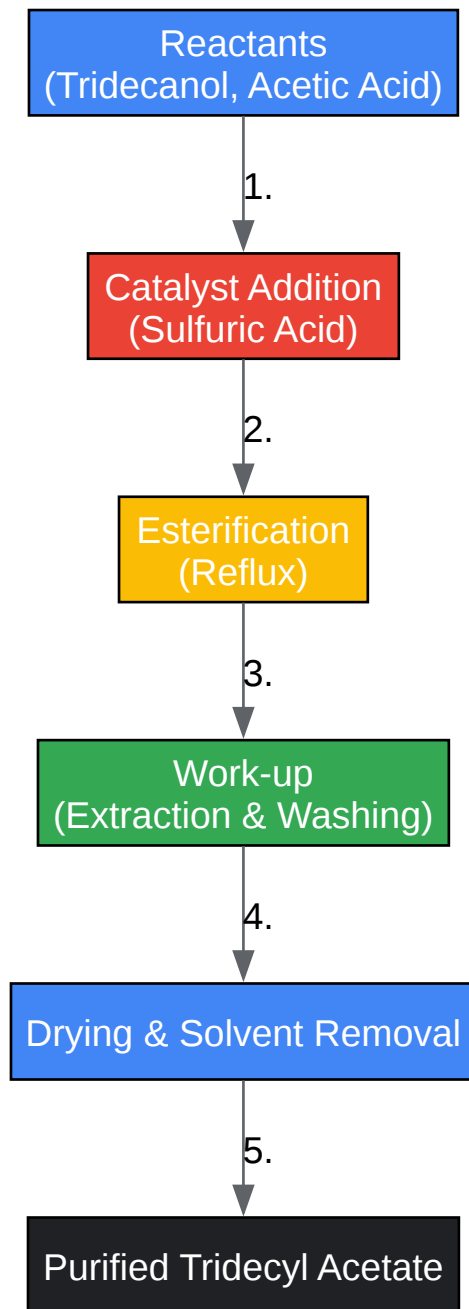 Reactants
(Tridecanol, Acetic Acid)
1.
Catalyst Addition
(Sulfuric Acid)
2.
Esterification
(Reflux)
3.
Work-up
(Extraction & Washing)
4.
Drying & Solvent Removal
5.
Purified Tridecyl Acetate